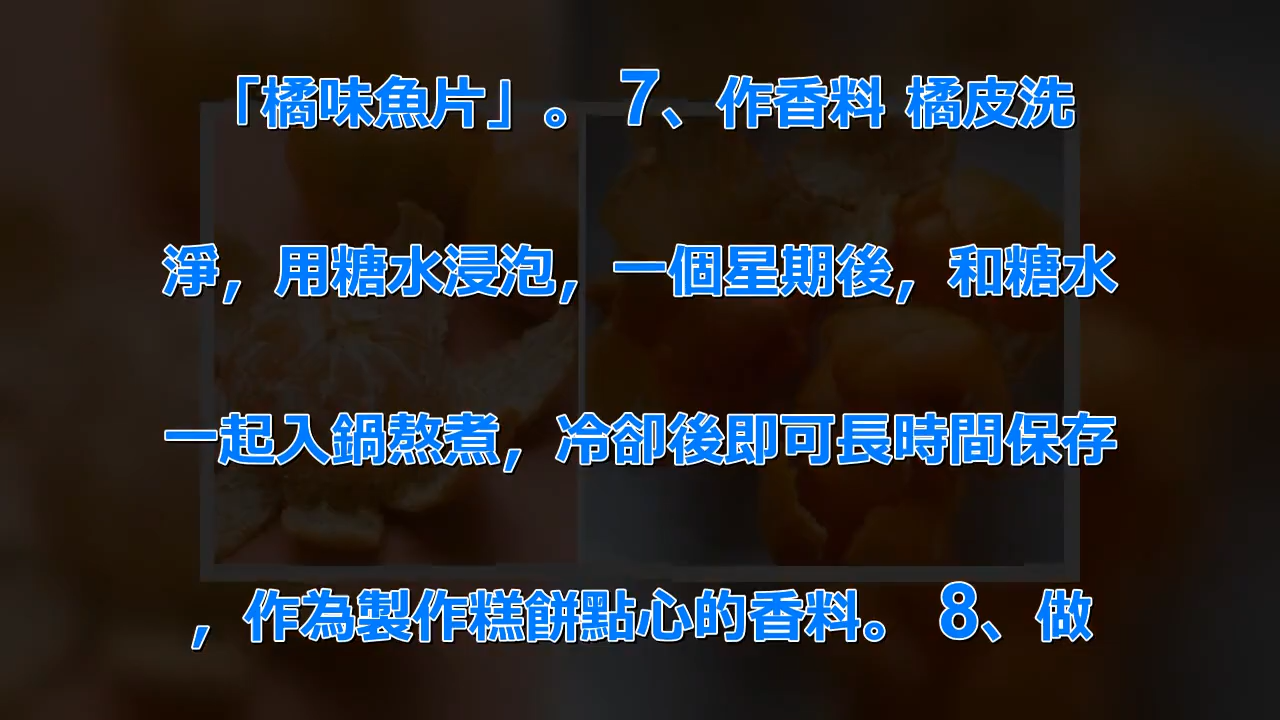 「橘味魚片」。 7、作香料 橘皮洗
淨，用糖水浸泡，一個星期後，和糖水
一起入鍋熬煮，冷卻後即可長時間保存
，作為製作糕餅點心的香料。 8、做